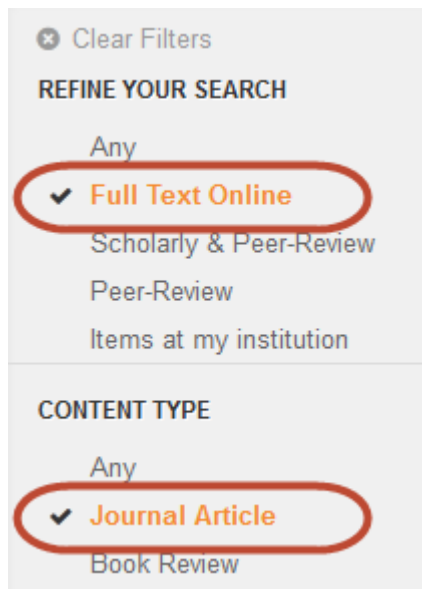 Clear Filters
REFINE YOUR SEARCH
Any
Full Text Online
Scholarly & Peer-Review
Peer-Review
Items at my institution
CONTENT TYPE
Any
Journal Article
Book Review